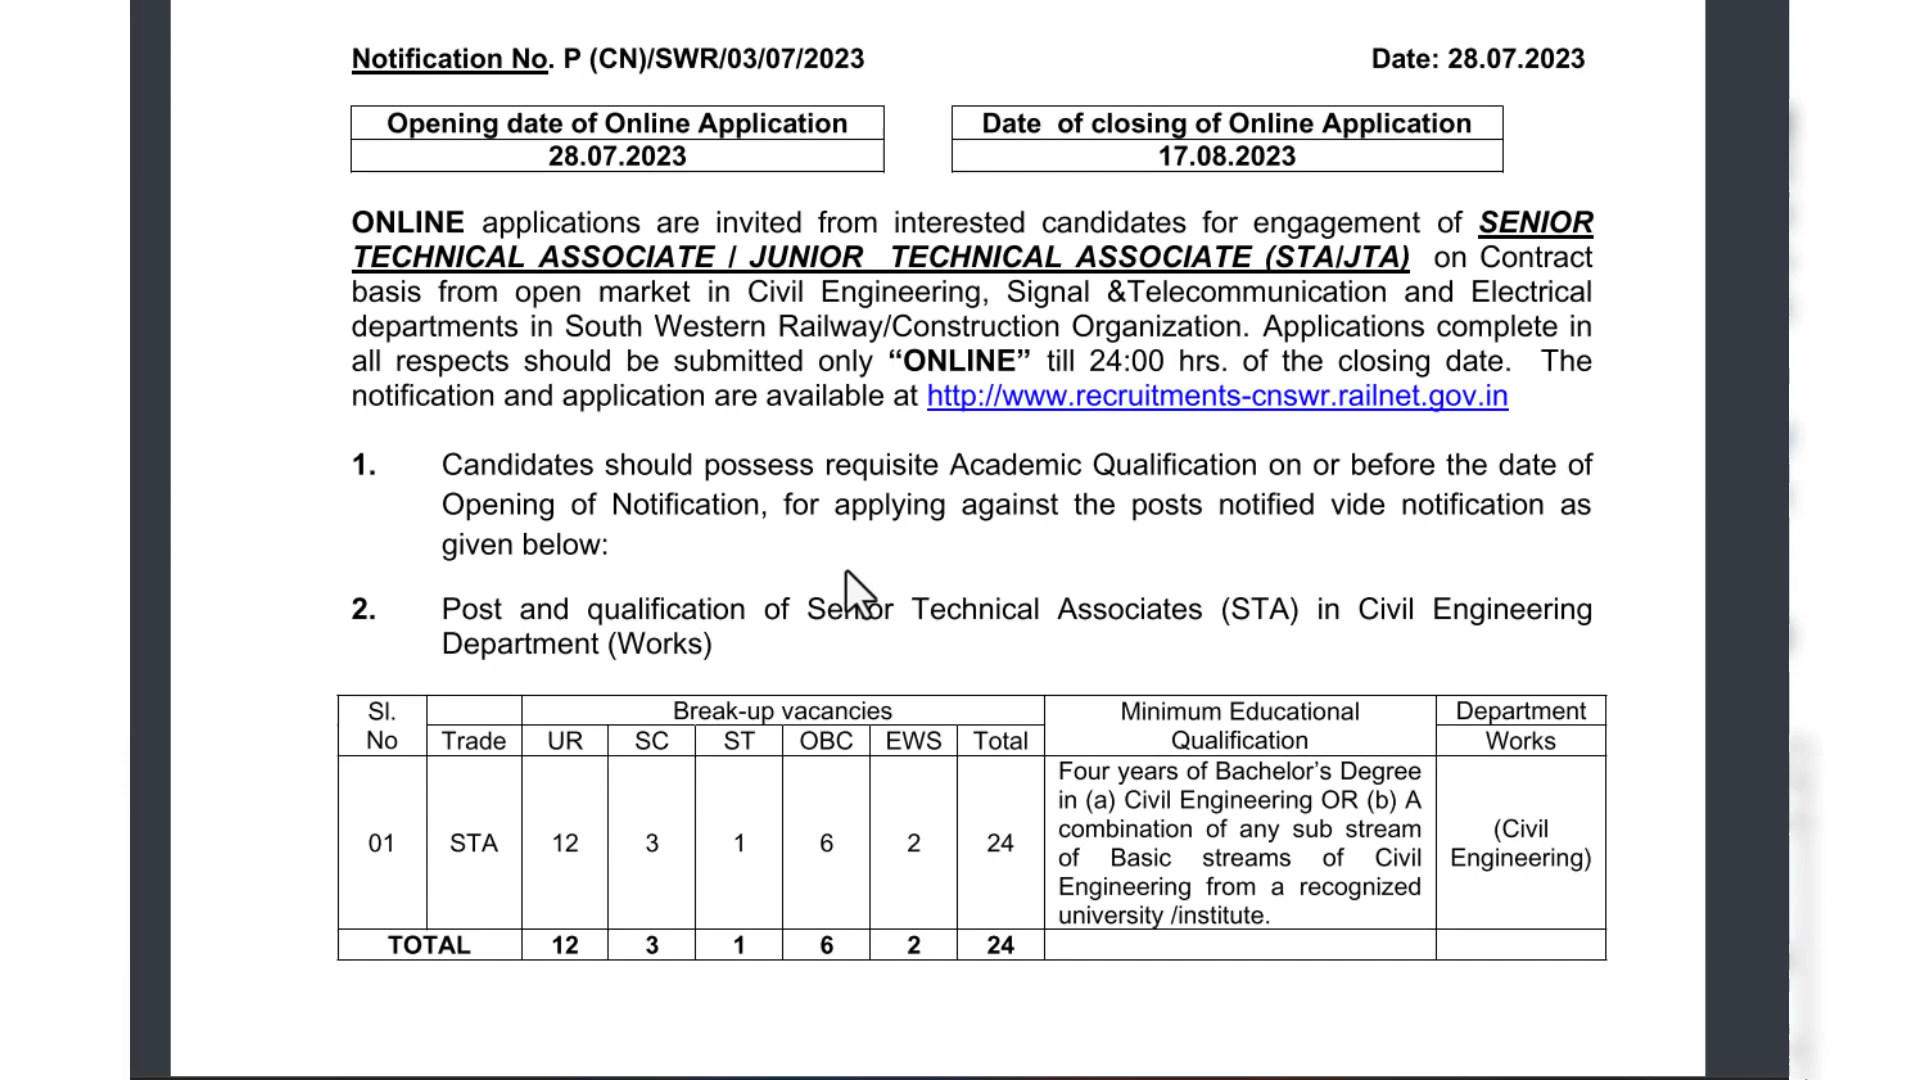 Notification No. P (CN)/SWR/03/07/2023 Date: 28.07.2023
Opening date of Online Application Date of closing of Online Application
28.07.2023 17.08.2023
ONLINE applications are invited from interested candidates for engagement of SENIOR
TECHNICAL ASSOCIATE / JUNIOR TECHNICAL ASSOCIATE (STA/JTA) on Contract
basis from open market in Civil Engineering, Signal &Telecommunication and Electrical
departments in South Western Railway/Construction Organization. Applications complete in
all respects should be submitted only “ONLINE” till 24:00 hrs. of the closing date. The
notification and application are available at http://www.recruitments-cnswr.railnet.gov.in
1. Candidates should possess requisite Academic Qualification on or before the date of
Opening of Notification, for applying against the posts notified vide notification as
given below:
2. Post and qualification of Senior Technical Associates (STA) in Civil Engineering
Department (Works)
Sl. Break-up vacancies Minimum Educational Department
No Trade UR SC ST OBC EWS Total Qualification Works
Four years of Bachelor’s Degree
in (a) Civil Engineering OR (b) A
combination of any sub stream (Civil
01 STA 12 3 1 6 2 24
of Basic streams of Civil Engineering)
Engineering from a recognized
university /institute.
TOTAL 12 3 1 6 2 24